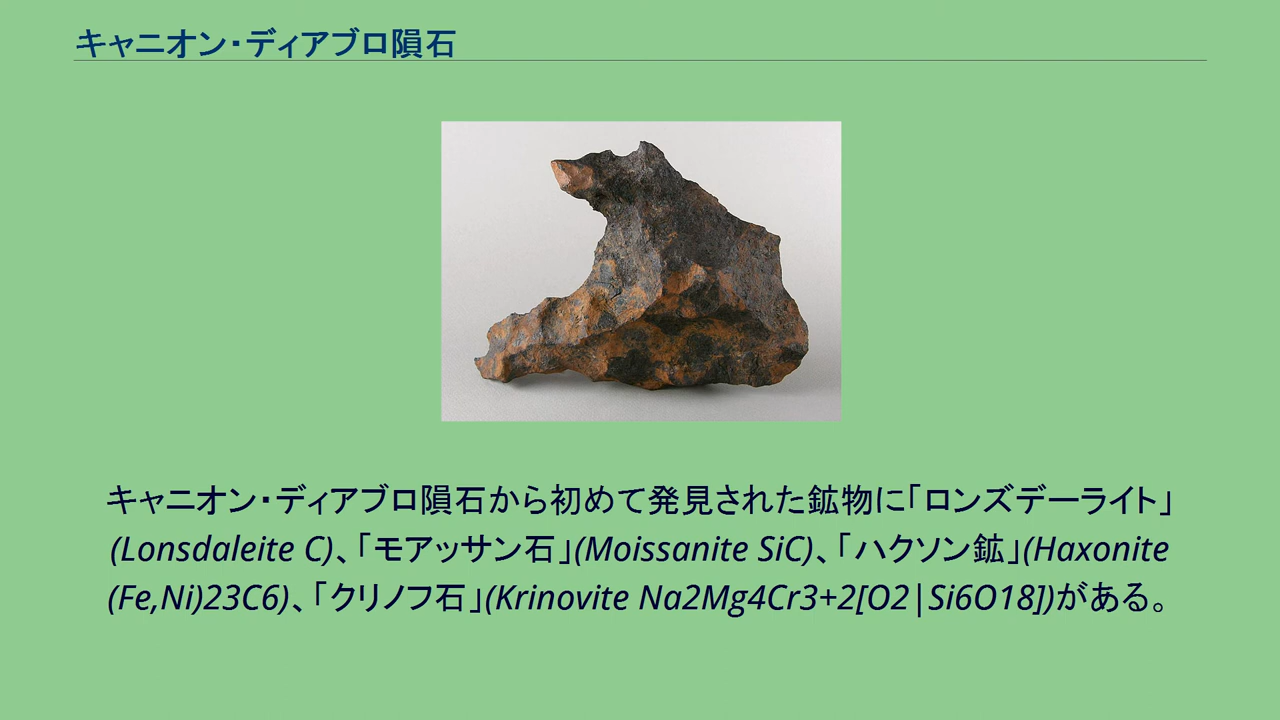 キャニオン・ディアブロ隕石
キャニオン・ディアブロ隕石から初めて発見された鉱物に「ロンズデーライト」
(Lonsdaleite C)、「モアッサン石」(Moissanite SiC)、「ハクソン鉱」(Haxonite
(Fe,Ni)23C6)、「クリノフ石」(Krinovite Na2Mg4Cr3+2[O2|Si6O18])がある。